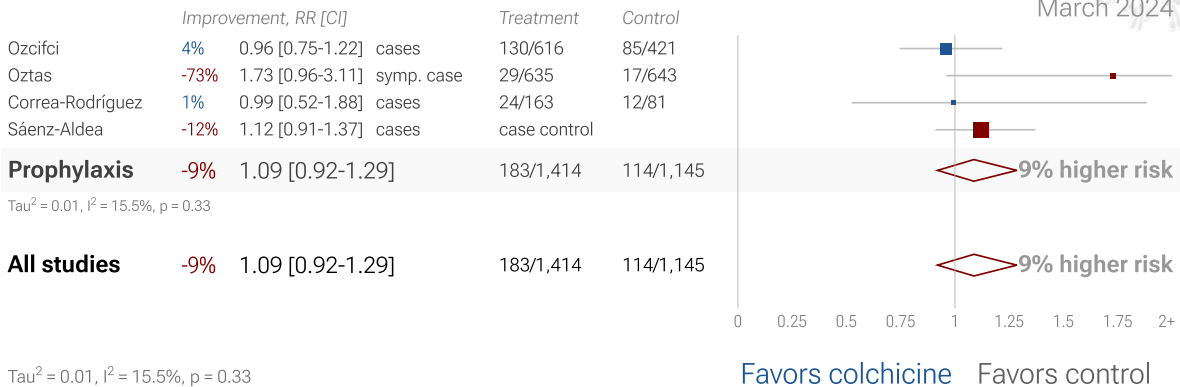 March 2024
Improvement, RR [CI] Treatment Control
Ozcifci 4% 0.96 [0.75-1.22] cases 130/616 85/421
Oztas -73% 1.73 [0.96-3.11] symp. case 29/635 17/643
Correa-Rodríguez 1% 0.99 [0.52-1.88] cases 24/163 12/81
Sáenz-Aldea -12% 1.12 [0.91-1.37] cases case control
Prophylaxis -9% 1.09 [0.92-1.29] 183/1,414 114/1,145 9% higher risk
Tau² = 0.01, I² = 15.5%, p = 0.33
All studies -9% 1.09 [0.92-1.29] 183/1,414 114/1,145 9% higher risk
0 0.25 0.5 0.75 1 1.25 1.5 1.75 2+
Tau² = 0.01, I² = 15.5%, p = 0.33 Favors colchicine Favors control